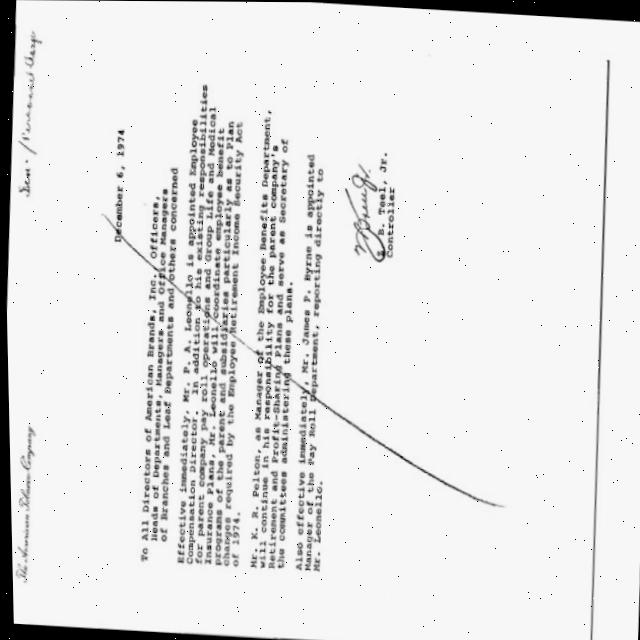 The American Tobacco Company
December 6, 1974
To All Directors of American Brands, Inc., Officers,
Heads of Departments, Managers and Office Managers
of Branches and Leaf Departments and others concerned
Effective immediately, Mr. P. A. Leonello is appointed Employee
Compensation Director. In addition to his existing responsibilities
for parent company pay roll operations and Group Life and Medical
Insurance Plans, Mr. Leonello will coordinate employee benefit
programs of the parent and subsidiaries particularly as to Plan
changes required by the Employee Retirement Income Security Act
of 1974.
Mr. K. R. Pelton, as Manager of the Employee Benefits Department,
will continue in his responsibility for the parent company's
Retirement and Profit-Sharing Plans and serve as Secretary of
the committees administering these plans.
Also effective immediately, Mr. James P. Byrne is appointed
Manager of the Pay Roll Department, reporting directly to
Mr. Leonello.
B. Teel, Jr.
Controller